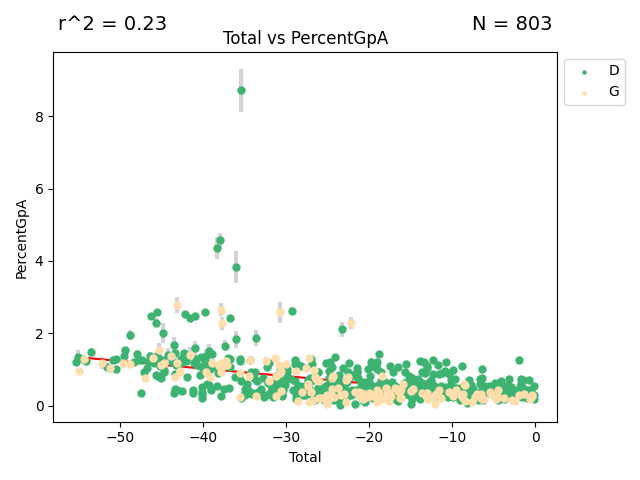 r^2 = 0.23
N = 803
Total vs PercentGpA
D
G
PercentGpA
8
6
4
2
0
−50
−40
−30
−20
−10
0
Total